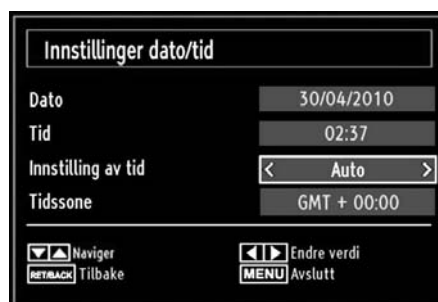 Innstillinger dato/tid
Dato 30/04/2010
Tid 02:37
Innstilling av tid < Auto >
Tidssone GMT + 00:00
Naviger Endre verdi
RET/BACK Tilbake MENU Avslutt